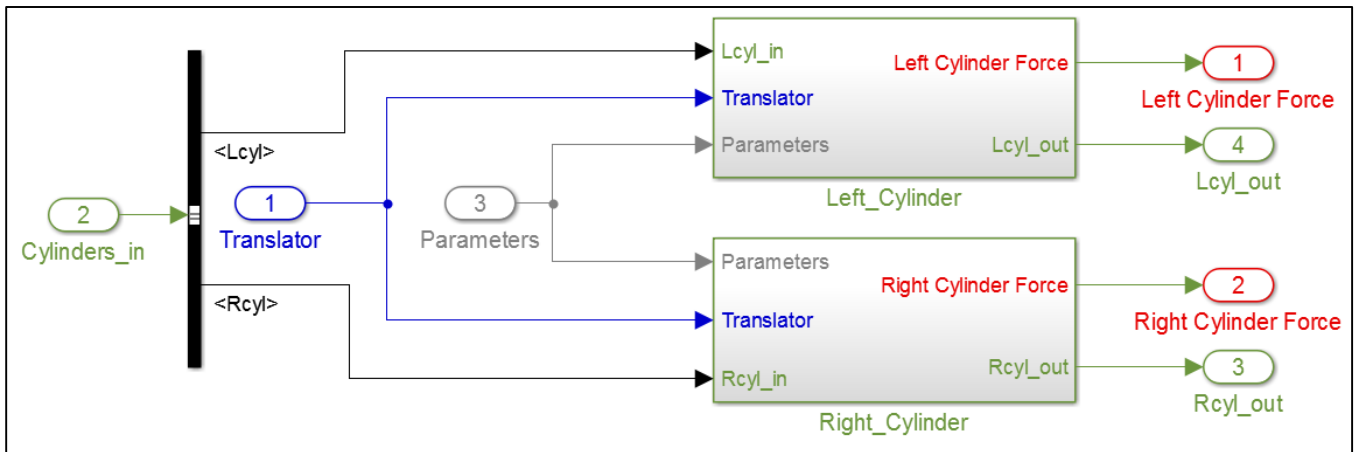 Lcyl_in
Left Cylinder Force
1
Left Cylinder Force
Translator
Parameters
Lcyl_out
4
Lcyl_out
Left_Cylinder
<Lcyl>
2
Cylinders_in
1
Translator
3
Parameters
<Rcyl>
Parameters
Right Cylinder Force
2
Right Cylinder Force
Translator
Rcyl_in
Rcyl_out
3
Rcyl_out
Right_Cylinder